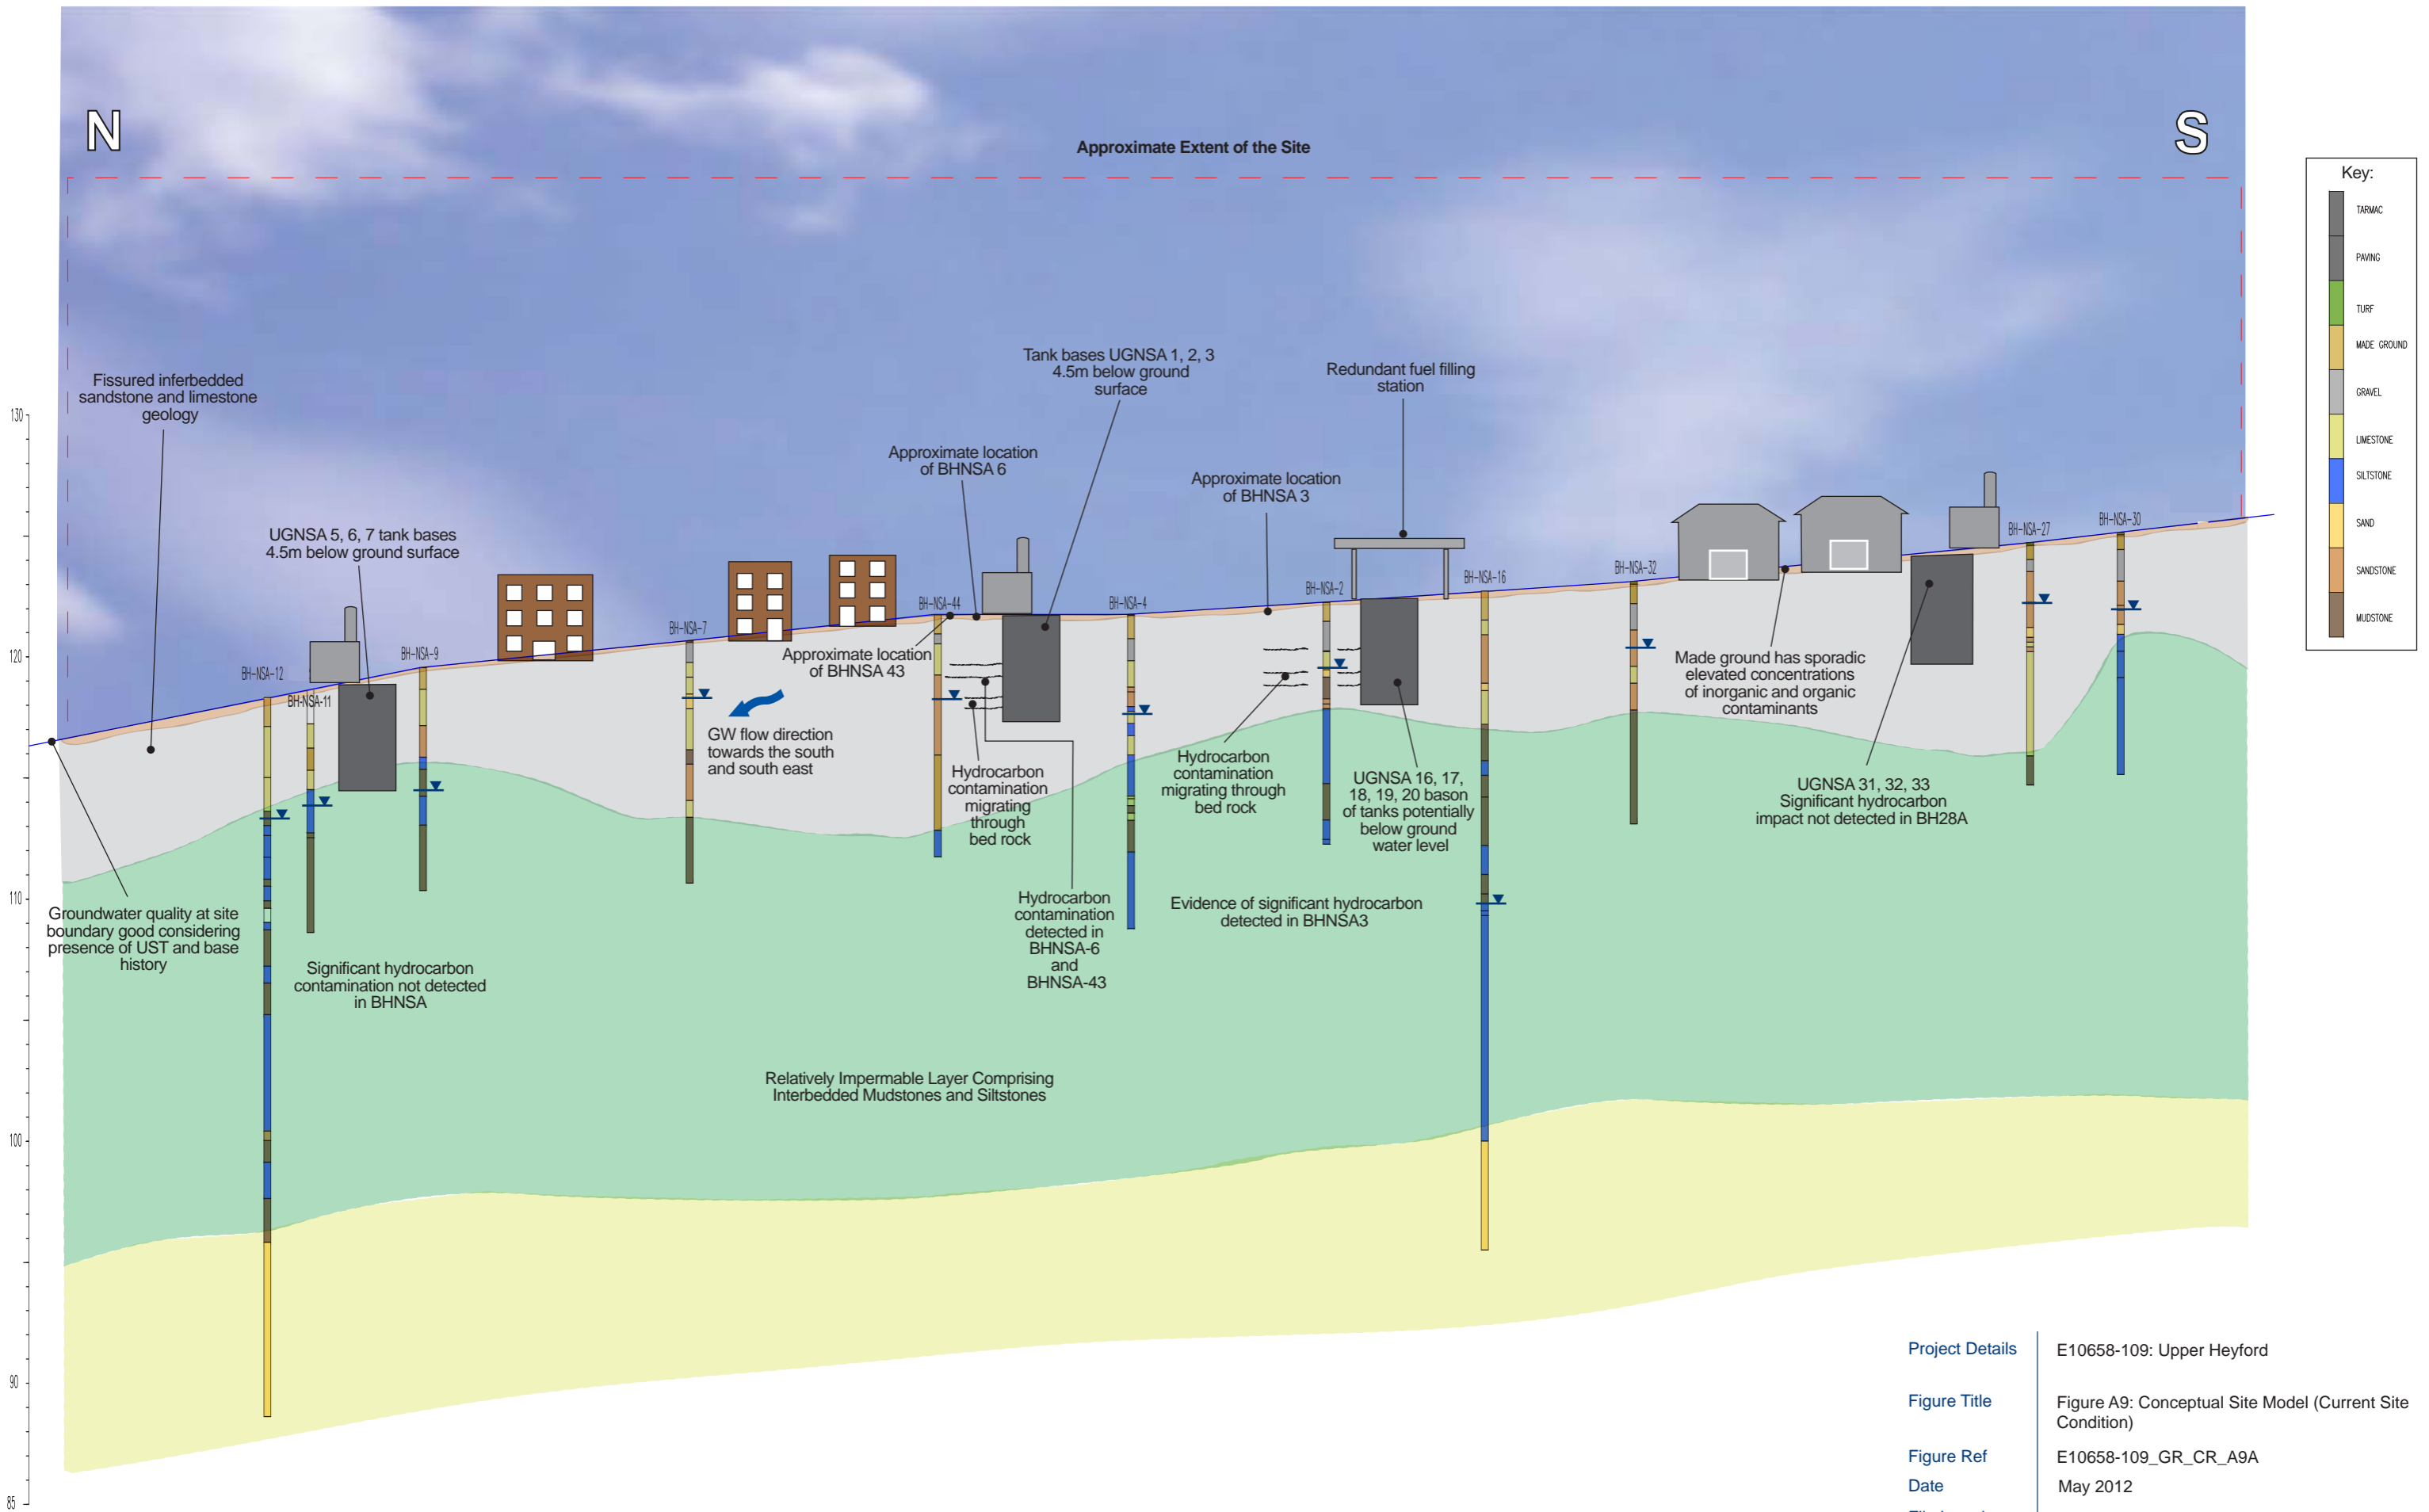 N
S
Approximate Extent of the Site
Key:
TARMAC
PAVING
TURF
MADE GROUND
GRAVEL
LIMESTONE
SILTSTONE
SAND
SANDSTONE
MUDSTONE
Fissured inferbedded
sandstone and limestone
geology
Tank bases UGNSA 1, 2, 3
4.5m below ground
surface
Redundant fuel filling
station
Approximate location
of BHNSA 6
Approximate location
of BHNSA 3
UGNSA 5, 6, 7 tank bases
4.5m below ground surface
130
120
110
100
90
85
BH-NSA-12
BH-NSA-11
BH-NSA-9
BH-NSA-7
BH-NSA-44
BH-NSA-4
BH-NSA-2
BH-NSA-16
BH-NSA-32
BH-NSA-27
BH-NSA-30
Approximate location
of BHNSA 43
GW flow direction
towards the south
and south east
Hydrocarbon
contamination
migrating
through
bed rock
Hydrocarbon
contamination
migrating through
bed rock
UGNSA 16, 17,
18, 19, 20 bason
of tanks potentially
below ground
water level
Made ground has sporadic
elevated concentrations
of inorganic and organic
contaminants
UGNSA 31, 32, 33
Significant hydrocarbon
impact not detected in BH28A
Groundwater quality at site
boundary good considering
presence of UST and base
history
Significant hydrocarbon
contamination not detected
in BHNSA
Hydrocarbon
contamination
detected in
BHNSA-6
and
BHNSA-43
Evidence of significant hydrocarbon
detected in BHNSA3
Relatively Impermable Layer Comprising
Interbedded Mudstones and Siltstones
Project Details
E10658-109: Upper Heyford
Figure Title
Figure A9: Conceptual Site Model (Current Site
Condition)
Figure Ref
E10658-109_GR_CR_A9A
Date
May 2012